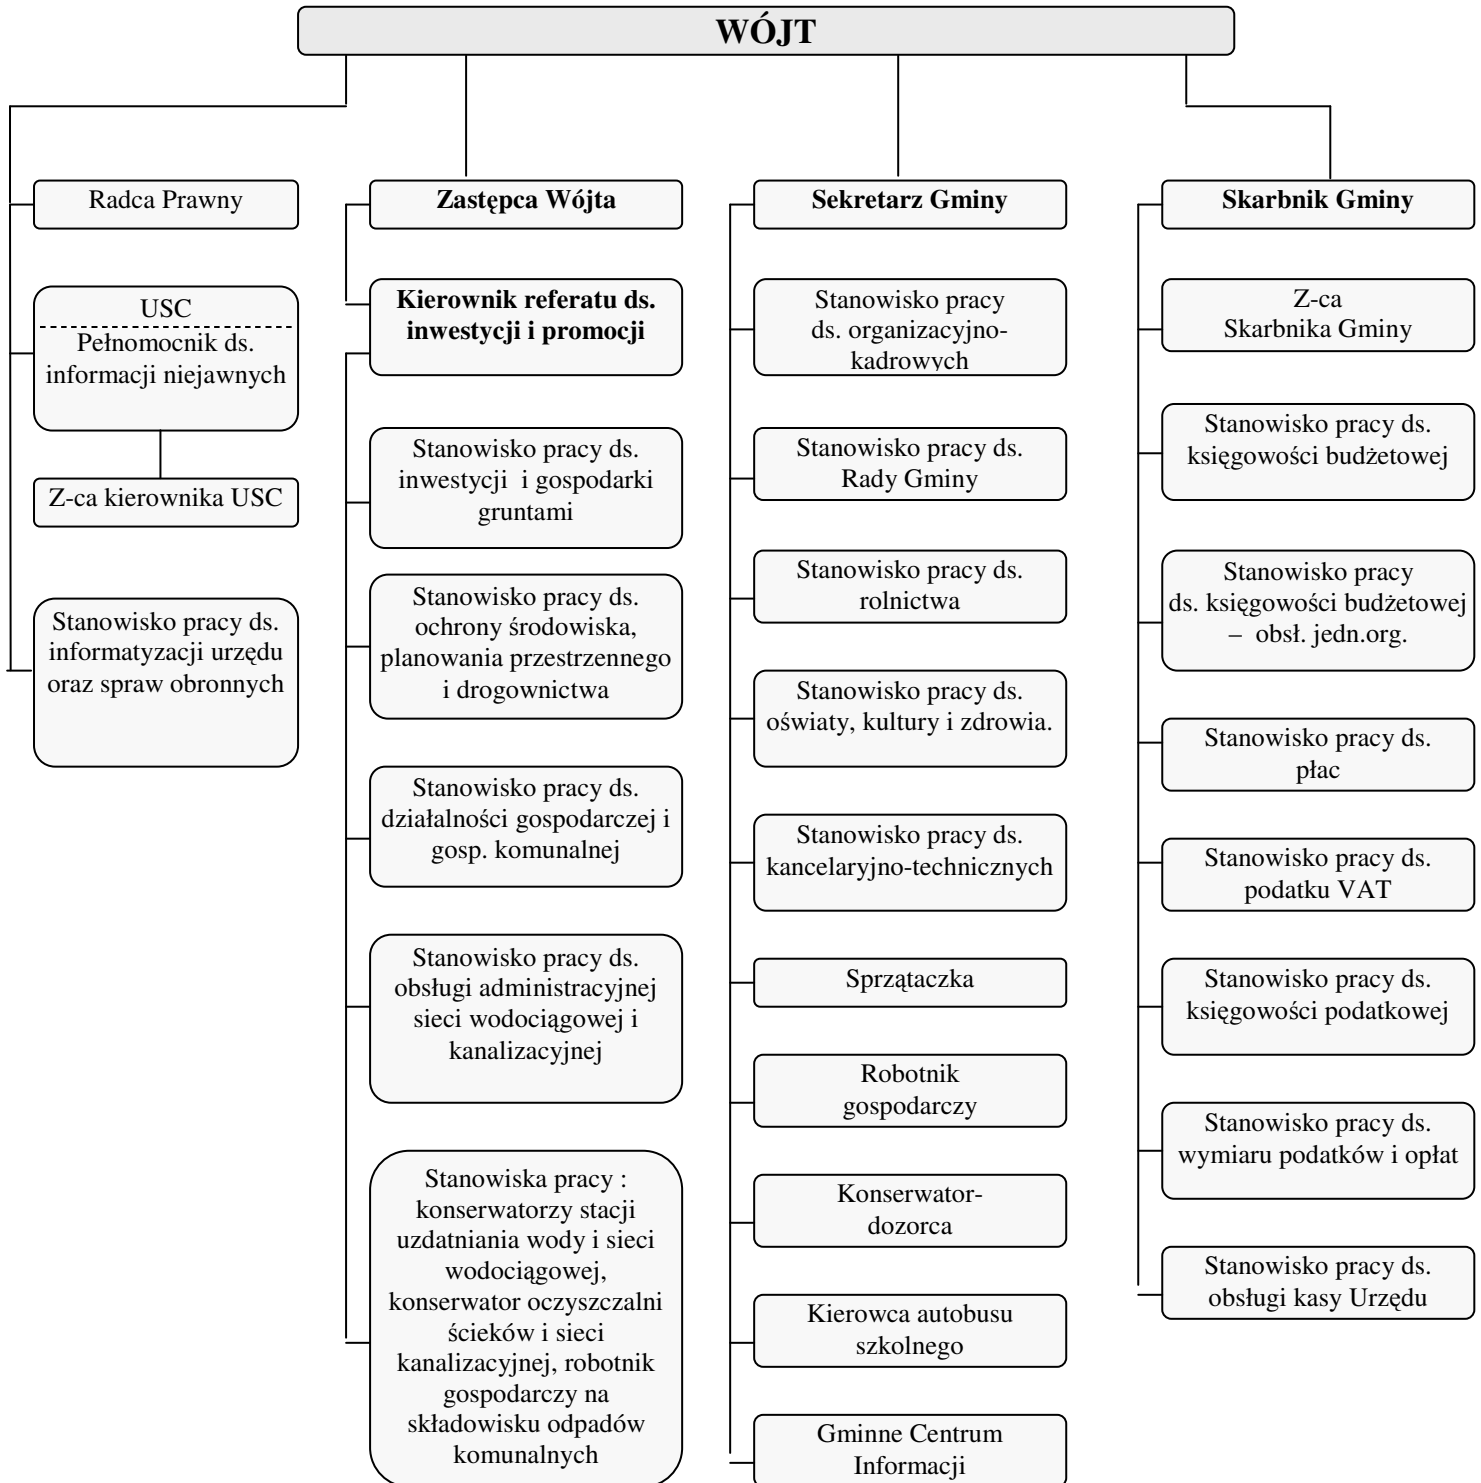 WÓJT
Radca Prawny
USC
Pełnomocnik ds.
informacji niejawnych
Z-ca kierownika USC
Stanowisko pracy ds.
informatyzacji urzędu
oraz spraw obronnych
Zastępca Wójta
Kierownik referatu ds.
inwestycji i promocji
Stanowisko pracy ds.
inwestycji i gospodarki
gruntami
Stanowisko pracy ds.
ochrony środowiska,
planowania przestrzennego
i drogownictwa
Stanowisko pracy ds.
działalności gospodarczej i
gosp. komunalnej
Stanowisko pracy ds.
obsługi administracyjnej
sieci wodociągowej i
kanalizacyjnej
Stanowiska pracy :
konserwatorzy stacji
uzdatniania wody i sieci
wodociągowej,
konserwator oczyszczalni
ścieków i sieci
kanalizacyjnej, robotnik
gospodarczy na
składowisku odpadów
komunalnych
Sekretarz Gminy
Stanowisko pracy
ds. organizacyjno-
kadrowych
Stanowisko pracy ds.
Rady Gminy
Stanowisko pracy ds.
rolnictwa
Stanowisko pracy ds.
oświaty, kultury i zdrowia.
Stanowisko pracy ds.
kancelaryjno-technicznych
Sprzątaczka
Robotnik
gospodarczy
Konserwator-
dozorca
Kierowca autobusu
szkolnego
Gminne Centrum
Informacji
Skarbnik Gminy
Z-ca
Skarbnika Gminy
Stanowisko pracy ds.
księgowości budżetowej
Stanowisko pracy
ds. księgowości budżetowej
– obsł. jedn.org.
Stanowisko pracy ds.
płac
Stanowisko pracy ds.
podatku VAT
Stanowisko pracy ds.
księgowości podatkowej
Stanowisko pracy ds.
wymiaru podatków i opłat
Stanowisko pracy ds.
obsługi kasy Urzędu